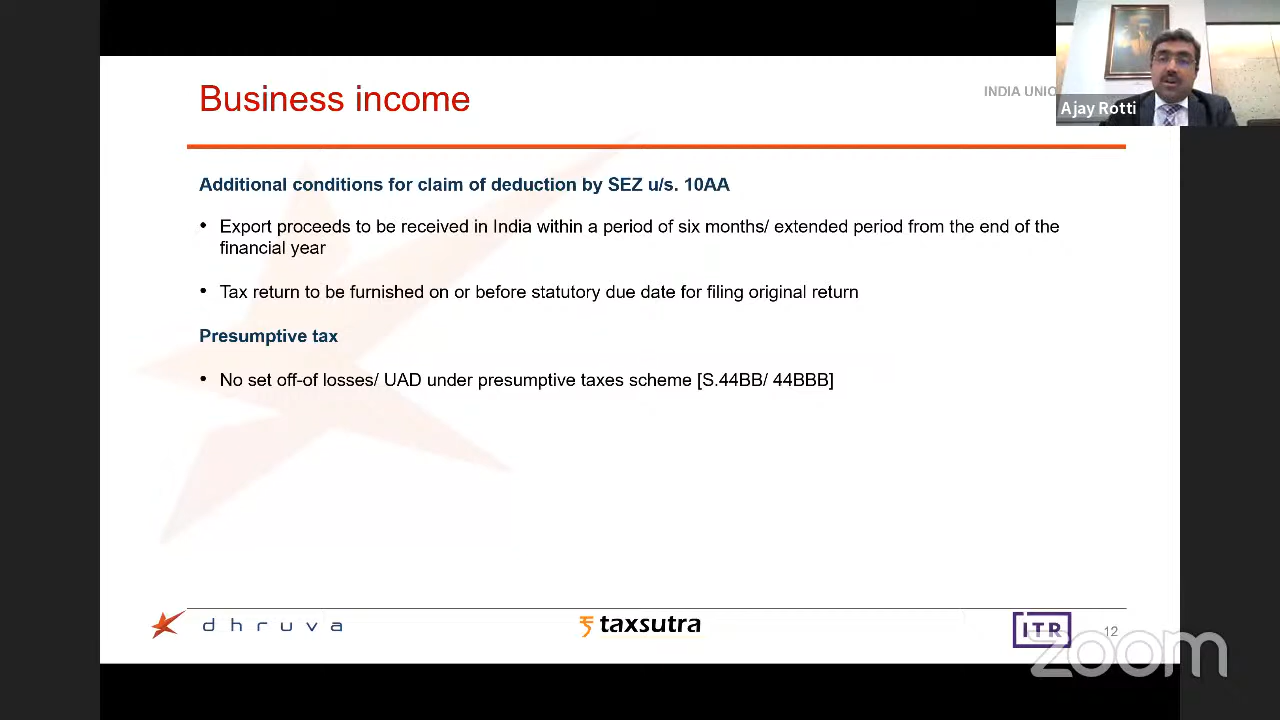 Business income
INDIA UNIO
Ajay Rotti
Additional conditions for claim of deduction by SEZ u/s. 10AA
• Export proceeds to be received in India within a period of six months/ extended period from the end of the
financial year
• Tax return to be furnished on or before statutory due date for filing original return
Presumptive tax
• No set off-of losses/ UAD under presumptive taxes scheme [S.44BB/ 44BBB]
dhruva
taxsutra
ITR
12
zoom